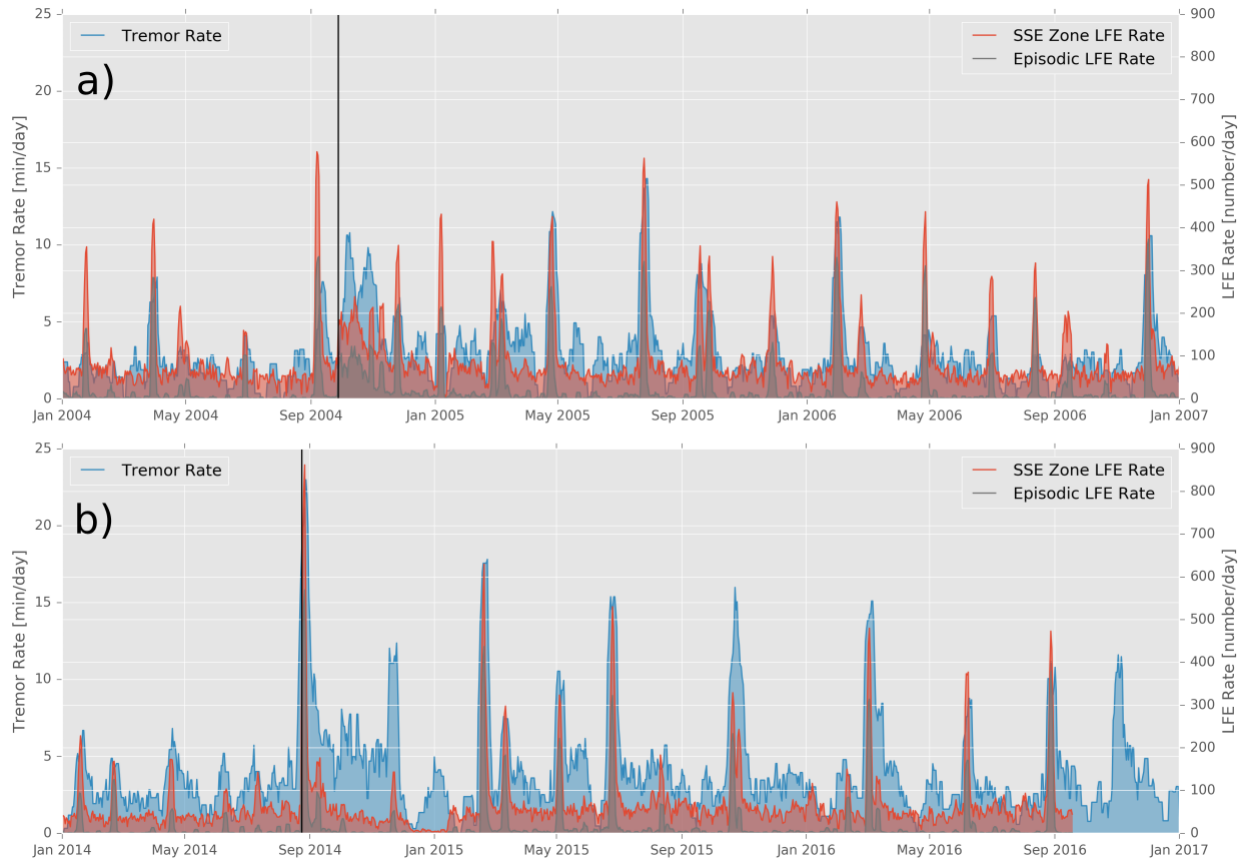 25
20
15
10
5
0
Tremor Rate [min/day]
a)
Tremor Rate
SSE Zone LFE Rate
Episodic LFE Rate
900
800
700
600
500
400
300
200
100
0
LFE Rate [number/day]
Jan 2004 May 2004 Sep 2004 Jan 2005 May 2005 Sep 2005 Jan 2006 May 2006 Sep 2006 Jan 2007
25
20
15
10
5
0
Tremor Rate [min/day]
b)
Tremor Rate
SSE Zone LFE Rate
Episodic LFE Rate
900
800
700
600
500
400
300
200
100
0
LFE Rate [number/day]
Jan 2014 May 2014 Sep 2014 Jan 2015 May 2015 Sep 2015 Jan 2016 May 2016 Sep 2016 Jan 2017